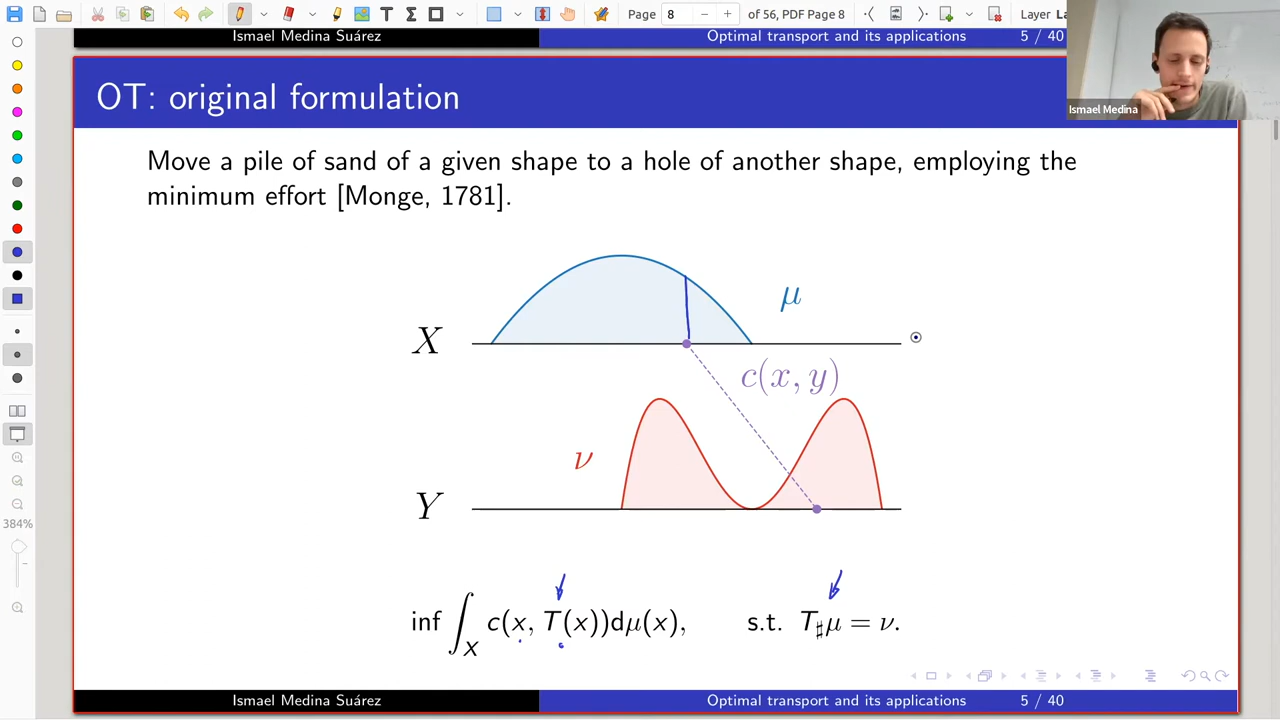 Page 8 of 56, PDF Page 8 Layer La
Ismael Medina Suárez Optimal transport and its applications 5 / 40
Ismael Medina
OT: original formulation
Move a pile of sand of a given shape to a hole of another shape, employing the
minimum effort [Monge, 1781].
μ
X
c(x, y)
ν
Y
384%
inf ∫_X c(x, T(x))dμ(x), s.t. T♯μ = ν.
Ismael Medina Suárez Optimal transport and its applications 5 / 40